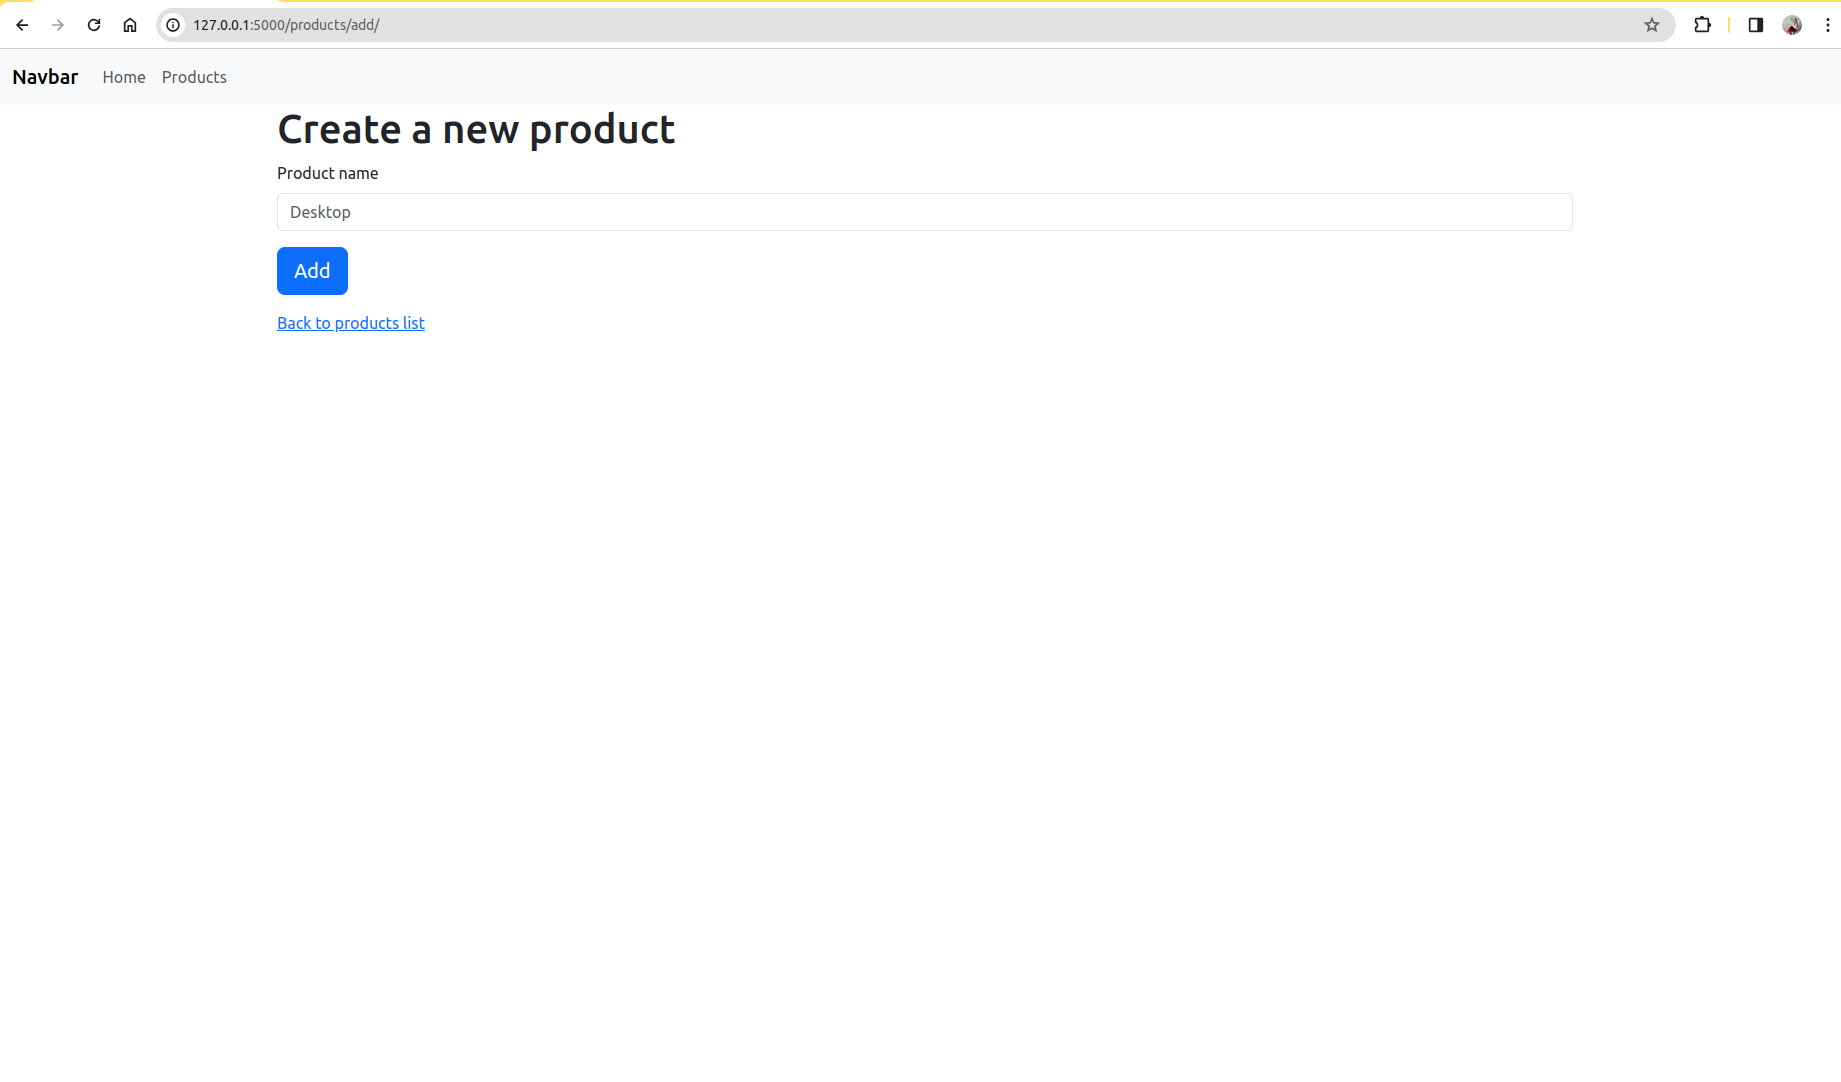 127.0.0.1:5000/products/add/
Navbar Home Products
Create a new product
Product name
Desktop
Add
Back to products list